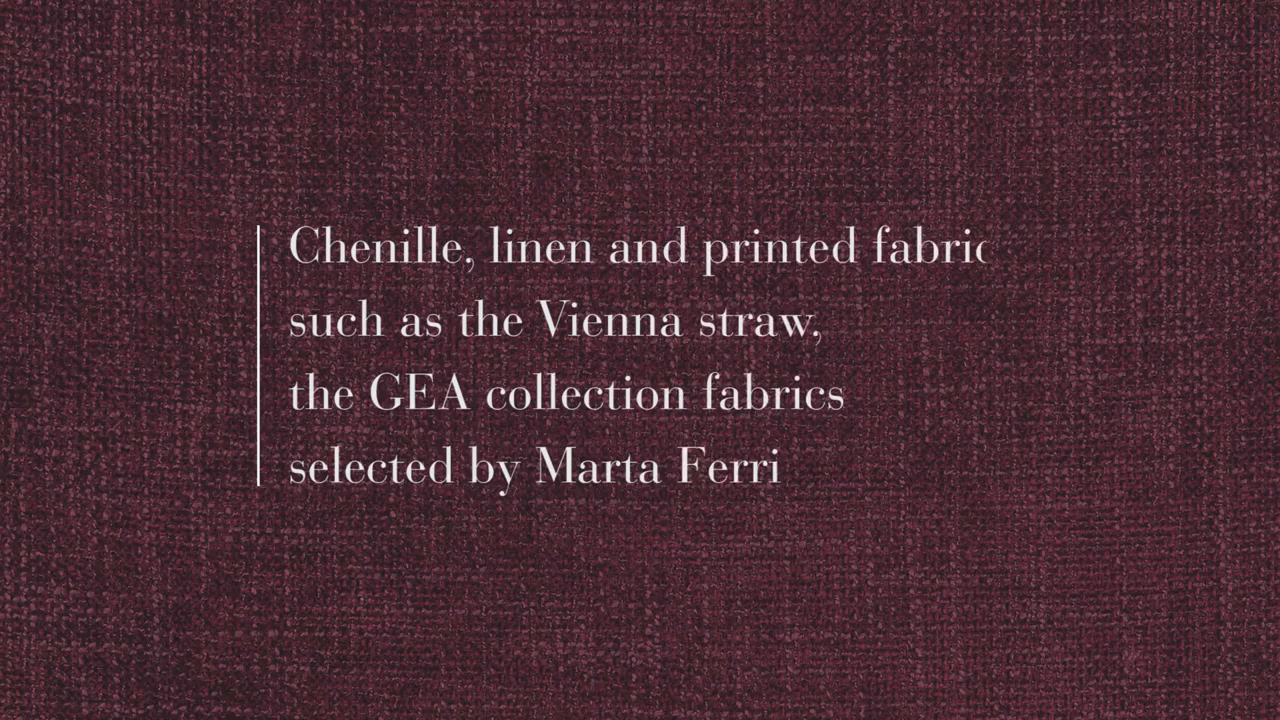 Chenille, linen and printed fabric
such as the Vienna straw,
the GEA collection fabrics
selected by Marta Ferri